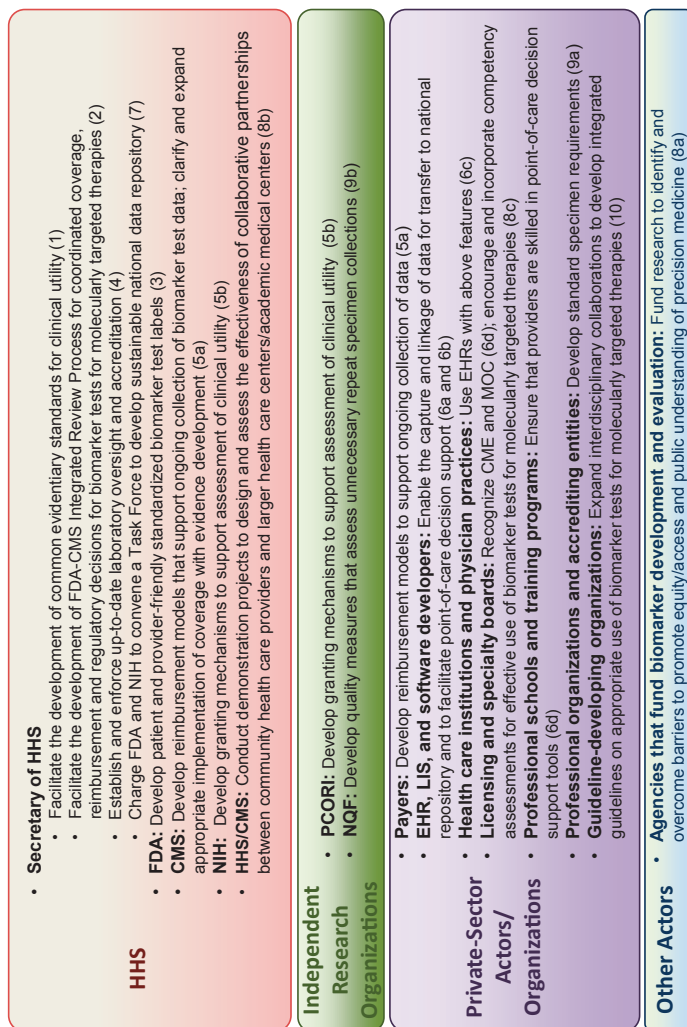 HHS
• Secretary of HHS
• Facilitate the development of common evidentiary standards for clinical utility (1)
• Facilitate the development of FDA-CMS Integrated Review Process for coordinated coverage,
reimbursement and regulatory decisions for biomarker tests for molecularly targeted therapies (2)
• Establish and enforce up-to-date laboratory oversight and accreditation (4)
• Charge FDA and NIH to convene a Task Force to develop sustainable national data repository (7)
• FDA: Develop patient and provider-friendly standardized biomarker test labels (3)
• CMS: Develop reimbursement models that support ongoing collection of biomarker test data; clarify and expand
appropriate implementation of coverage with evidence development (5a)
• NIH: Develop granting mechanisms to support assessment of clinical utility (5b)
• HHS/CMS: Conduct demonstration projects to design and assess the effectiveness of collaborative partnerships
between community health care providers and larger health care centers/academic medical centers (8b)
Independent
Research
Organizations
• PCORI: Develop granting mechanisms to support assessment of clinical utility (5b)
• NQF: Develop quality measures that assess unnecessary repeat specimen collections (9b)
Private-Sector
Actors/
Organizations
• Payers: Develop reimbursement models to support ongoing collection of data (5a)
• EHR, LIS, and software developers: Enable the capture and linkage of data for transfer to national
repository and to facilitate point-of-care decision support (6a and 6b)
• Health care institutions and physician practices: Use EHRs with above features (6c)
• Licensing and specialty boards: Recognize CME and MOC (6d); encourage and incorporate competency
assessments for effective use of biomarker tests for molecularly targeted therapies (8c)
• Professional schools and training programs: Ensure that providers are skilled in point-of-care decision
support tools (6d)
• Professional organizations and accrediting entities: Develop standard specimen requirements (9a)
• Guideline-developing organizations: Expand interdisciplinary collaborations to develop integrated
guidelines on appropriate use of biomarker tests for molecularly targeted therapies (10)
Other Actors
• Agencies that fund biomarker development and evaluation: Fund research to identify and
overcome barriers to promote equity/access and public understanding of precision medicine (8a)